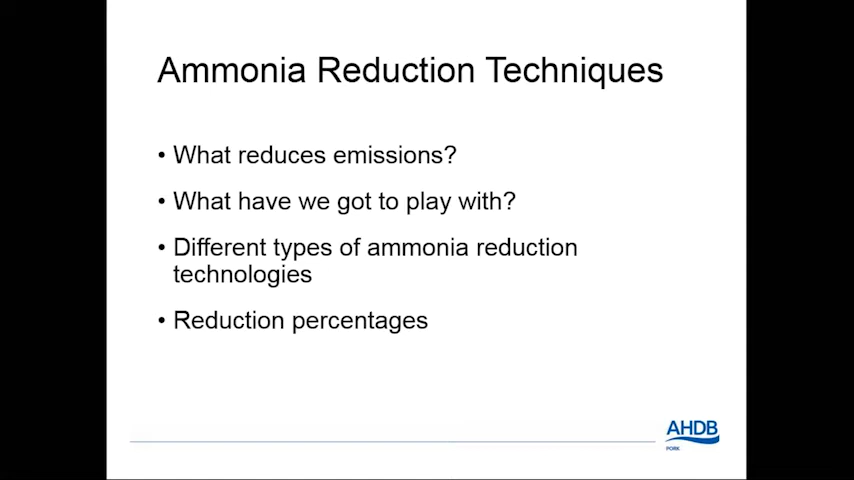 Ammonia Reduction Techniques
• What reduces emissions?
• What have we got to play with?
• Different types of ammonia reduction
technologies
• Reduction percentages
AHDB
PORK